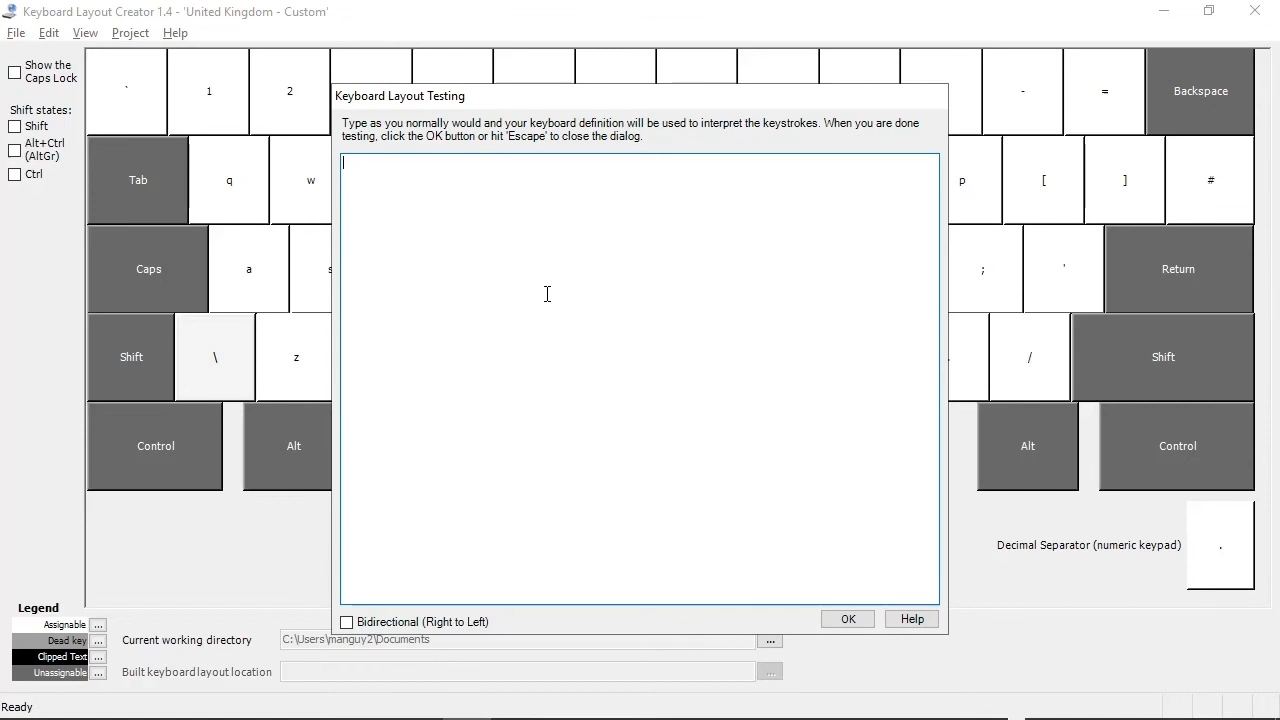 Keyboard Layout Creator 1.4 - 'United Kingdom - Custom'
File Edit View Project Help
Show the
Caps Lock
Shift states:
Shift
Alt+Ctrl
(AltGr)
Ctrl
` 1 2 - = Backspace
Tab q w p [ ] #
Caps a s ; ' Return
Shift \ z . / Shift
Control Alt Alt Control
Decimal Separator (numeric keypad) .
Keyboard Layout Testing
Type as you normally would and your keyboard definition will be used to interpret the keystrokes. When you are done
testing, click the OK button or hit 'Escape' to close the dialog.
Bidirectional (Right to Left) OK Help
Legend
Assignable ...
Dead key ...
Clipped Text ...
Unassignable ...
Current working directory C:\Users\manguy2\Documents ...
Built keyboard layout location ...
Ready